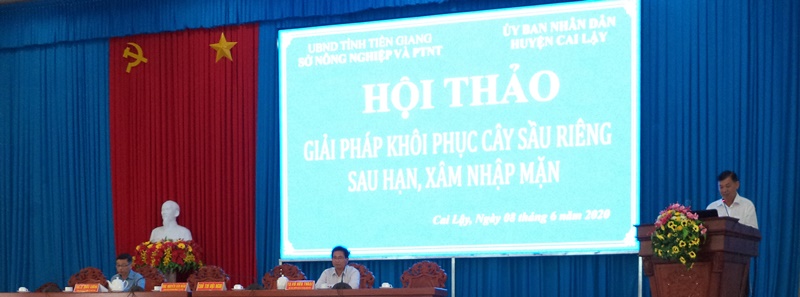 UBND TỈNH TIỀN GIANG
SỞ NÔNG NGHIỆP VÀ PTNT
ỦY BAN NHÂN DÂN
HUYỆN CAI LẬY
HỘI THẢO
GIẢI PHÁP KHÔI PHỤC CÂY SẦU RIÊNG
SAU HẠN, XÂM NHẬP MẶN
Cai Lậy, Ngày 08 tháng 6 năm 2020